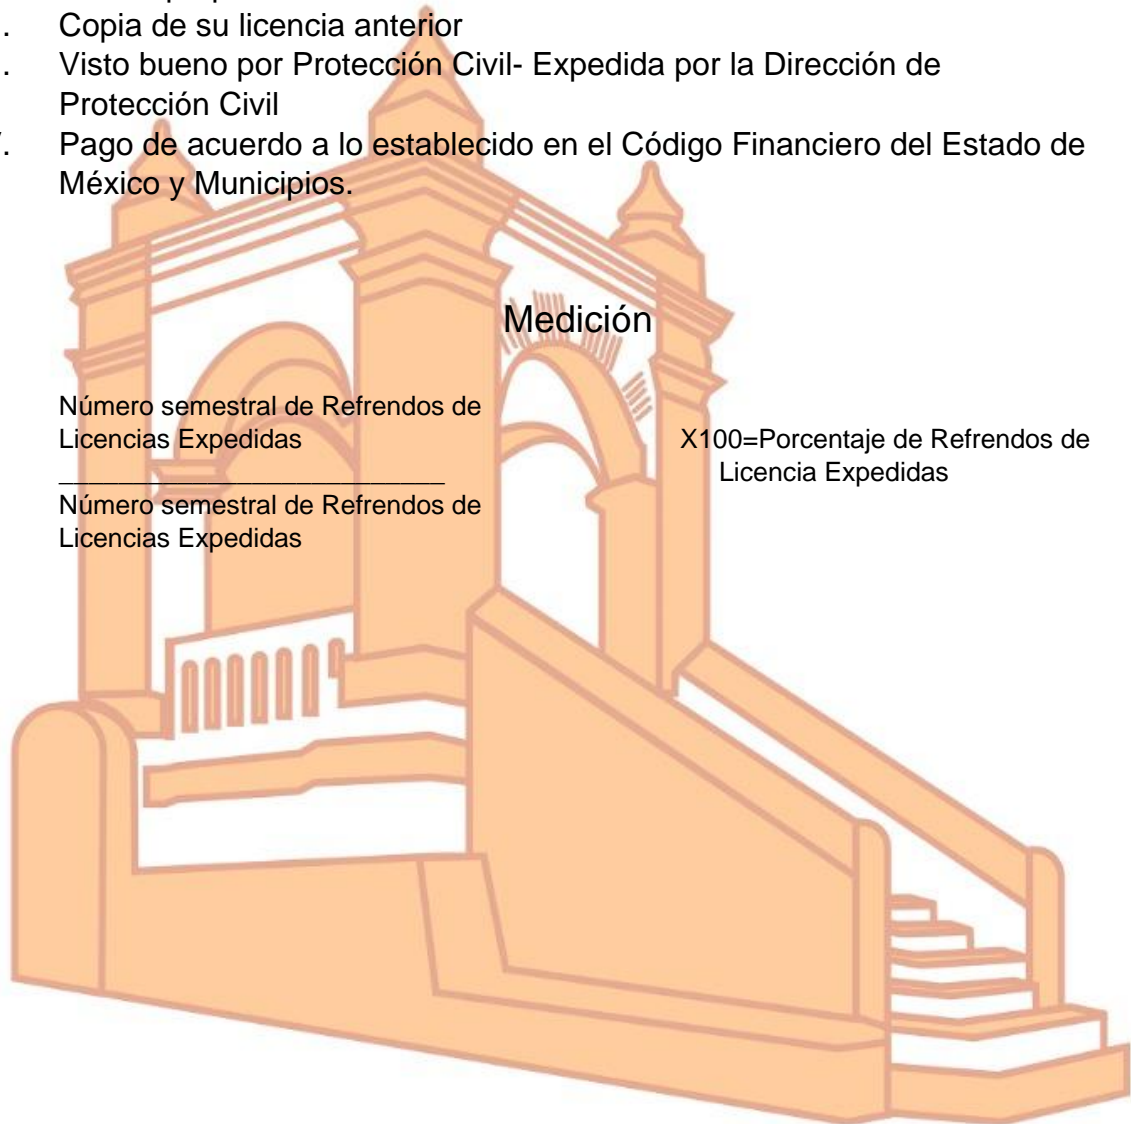 . Copia de su licencia anterior
. Visto bueno por Protección Civil- Expedida por la Dirección de
Protección Civil
. Pago de acuerdo a lo establecido en el Código Financiero del Estado de
México y Municipios.
Medición
Número semestral de Refrendos de
Licencias Expedidas
X100=Porcentaje de Refrendos de
Licencia Expedidas
__________________________
Número semestral de Refrendos de
Licencias Expedidas